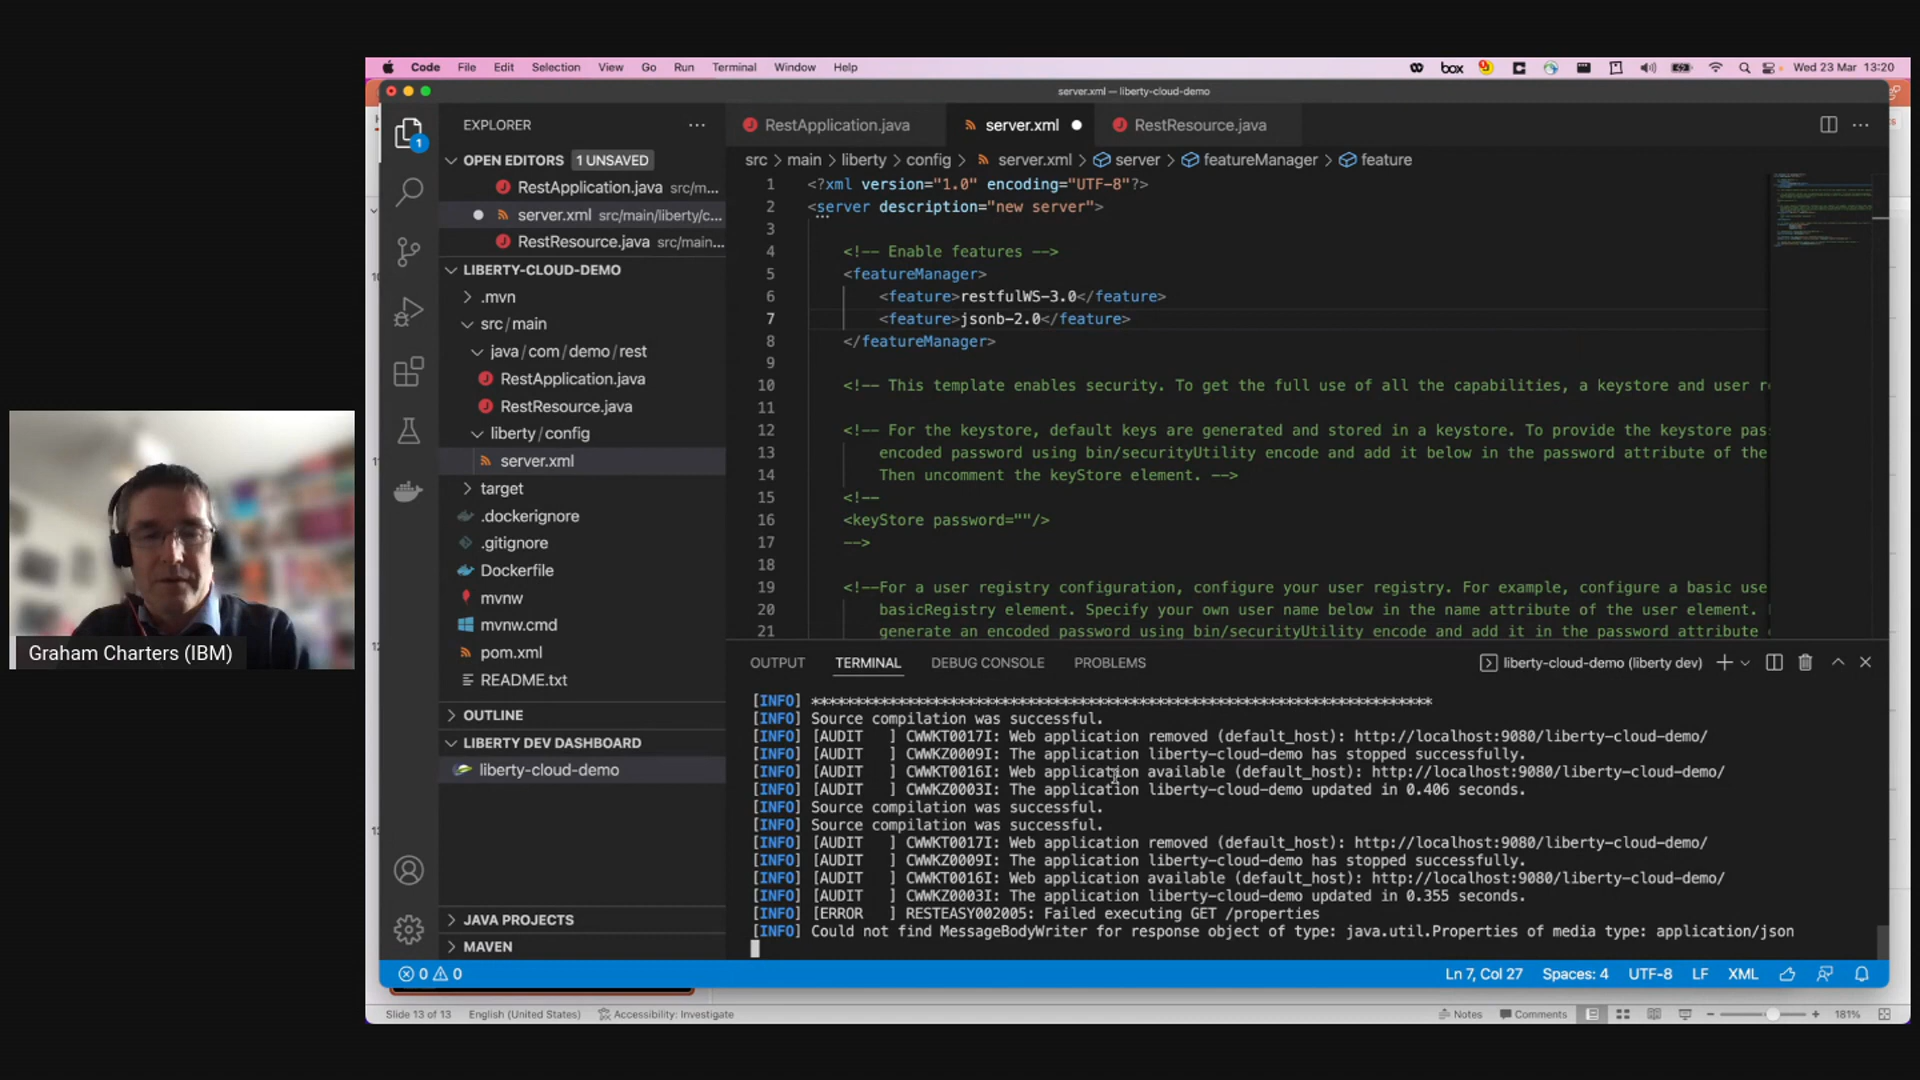 Code File Edit Selection View Go Run Terminal Window Help
box
Wed 23 Mar 13:20
server.xml — liberty-cloud-demo
EXPLORER
RestApplication.java
server.xml
RestResource.java
OPEN EDITORS 1 UNSAVED
src > main > liberty > config > server.xml > server > featureManager > feature
RestApplication.java src/m...
server.xml src/main/liberty/c...
RestResource.java src/main...
LIBERTY-CLOUD-DEMO
.mvn
src/main
java/com/demo/rest
RestApplication.java
RestResource.java
liberty/config
server.xml
target
.dockerignore
.gitignore
Dockerfile
mvnw
mvnw.cmd
pom.xml
README.txt
OUTLINE
LIBERTY DEV DASHBOARD
liberty-cloud-demo
JAVA PROJECTS
MAVEN
1 <?xml version="1.0" encoding="UTF-8"?>
2 <server description="new server">
3
4 <!-- Enable features -->
5 <featureManager>
6 <feature>restfulWS-3.0</feature>
7 <feature>jsonb-2.0</feature>
8 </featureManager>
9
10 <!-- This template enables security. To get the full use of all the capabilities, a keystore and user r
11
12 <!-- For the keystore, default keys are generated and stored in a keystore. To provide the keystore pas
13 encoded password using bin/securityUtility encode and add it below in the password attribute of the
14 Then uncomment the keyStore element. -->
15 <!--
16 <keyStore password=""/>
17 -->
18
19 <!--For a user registry configuration, configure your user registry. For example, configure a basic use
20 basicRegistry element. Specify your own user name below in the name attribute of the user element.
21 generate an encoded password using bin/securityUtility encode and add it in the password attribute
OUTPUT TERMINAL DEBUG CONSOLE PROBLEMS
liberty-cloud-demo (liberty dev)
[INFO] ************************************************************************
[INFO] Source compilation was successful.
[INFO] [AUDIT ] CWWKT0017I: Web application removed (default_host): http://localhost:9080/liberty-cloud-demo/
[INFO] [AUDIT ] CWWKZ0009I: The application liberty-cloud-demo has stopped successfully.
[INFO] [AUDIT ] CWWKT0016I: Web application available (default_host): http://localhost:9080/liberty-cloud-demo/
[INFO] [AUDIT ] CWWKZ0003I: The application liberty-cloud-demo updated in 0.406 seconds.
[INFO] Source compilation was successful.
[INFO] Source compilation was successful.
[INFO] [AUDIT ] CWWKT0017I: Web application removed (default_host): http://localhost:9080/liberty-cloud-demo/
[INFO] [AUDIT ] CWWKZ0009I: The application liberty-cloud-demo has stopped successfully.
[INFO] [AUDIT ] CWWKT0016I: Web application available (default_host): http://localhost:9080/liberty-cloud-demo/
[INFO] [AUDIT ] CWWKZ0003I: The application liberty-cloud-demo updated in 0.355 seconds.
[INFO] [ERROR ] RESTEASY002005: Failed executing GET /properties
[INFO] Could not find MessageBodyWriter for response object of type: java.util.Properties of media type: application/json
0 0
Ln 7, Col 27 Spaces: 4 UTF-8 LF XML
Slide 13 of 13 English (United States) Accessibility: Investigate
Notes Comments 181%
Graham Charters (IBM)
1